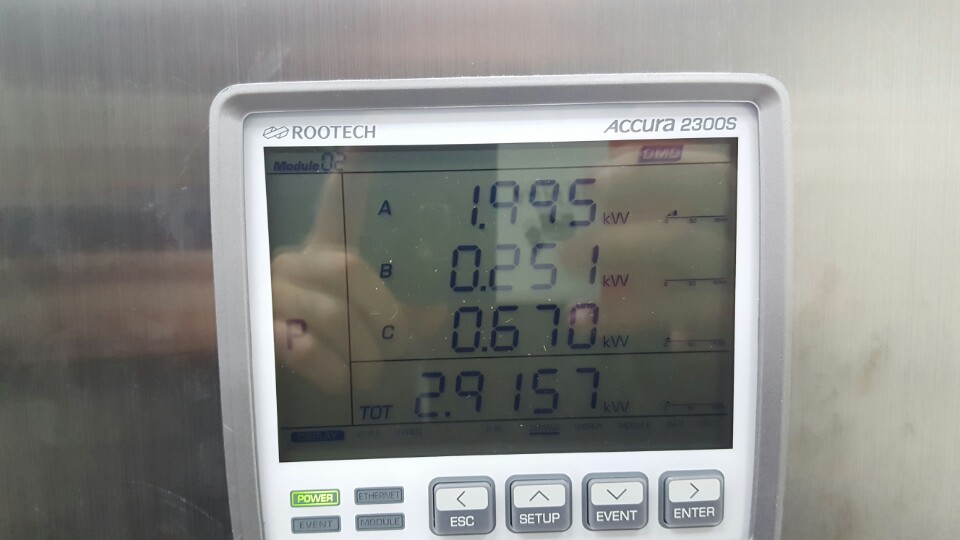 ROOTECH ACCURA 2300S
Module 02 DMD
A 1.995 kW
B 0.251 kW
P
C 0.670 kW
TOT 2.9157 kW
DISPLAY
POWER ETHERNET
EVENT MODULE
ESC SETUP EVENT ENTER